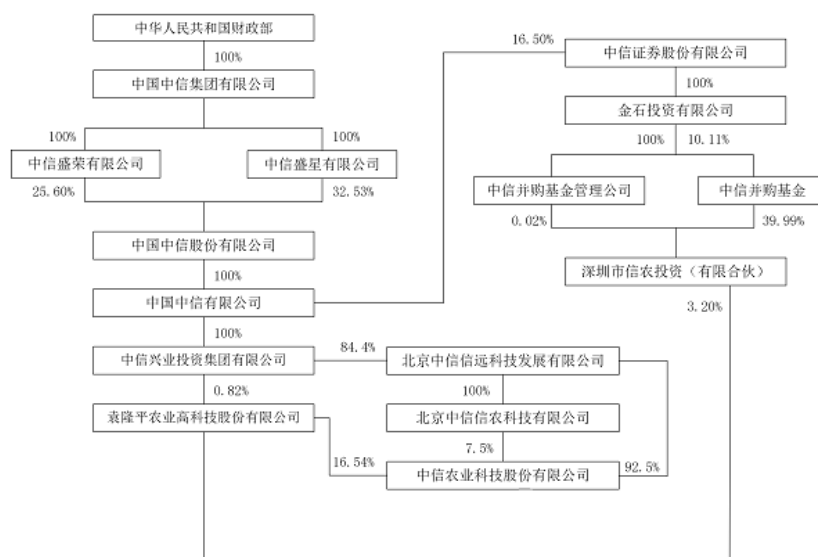 中华人民共和国财政部
100%
中国中信集团有限公司
100%
100%
中信盛荣有限公司
中信盛星有限公司
25.60%
32.53%
中国中信股份有限公司
100%
中国中信有限公司
100%
中信兴业投资集团有限公司
0.82%
袁隆平农业高科技股份有限公司
16.50%
中信证券股份有限公司
100%
金石投资有限公司
100%
10.11%
中信并购基金管理公司
中信并购基金
0.02%
39.99%
深圳市信农投资（有限合伙）
3.20%
84.4%
北京中信信远科技发展有限公司
100%
北京中信信农科技有限公司
7.5%
16.54%
中信农业科技股份有限公司
92.5%